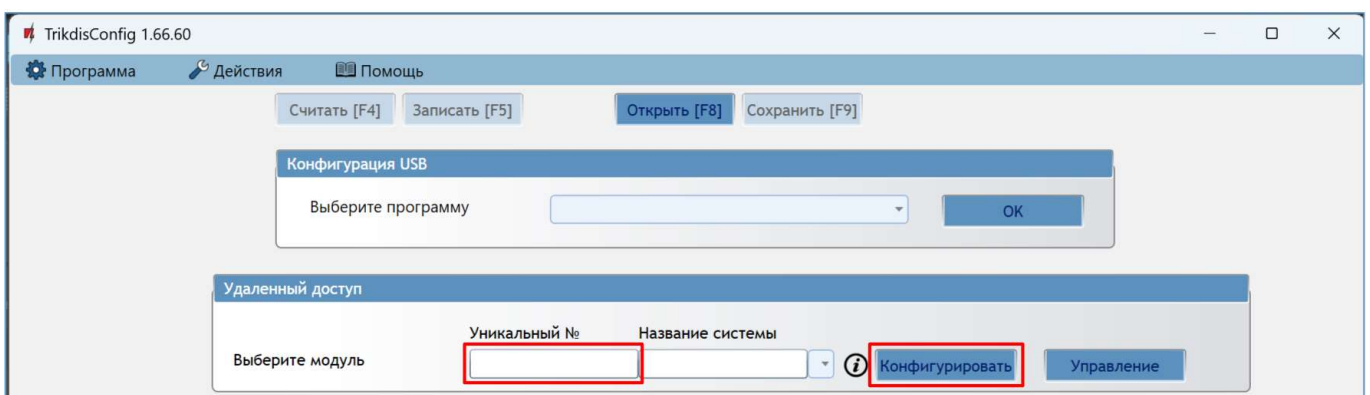 TrikdisConfig 1.66.60
Программа Действия Помощь
Считать [F4] Записать [F5] Открыть [F8] Сохранить [F9]
Конфигурация USB
Выберите программу OK
Удаленный доступ
Уникальный № Название системы
Выберите модуль i Конфигурировать Управление